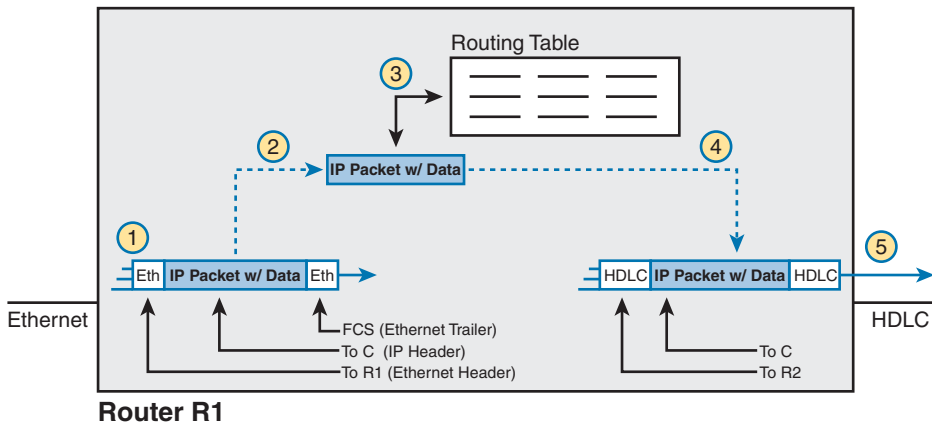 Routing Table
3
2
4
IP Packet w/ Data
1
5
Eth IP Packet w/ Data Eth
HDLC IP Packet w/ Data HDLC
Ethernet
HDLC
FCS (Ethernet Trailer)
To C (IP Header)
To R1 (Ethernet Header)
To C
To R2
Router R1